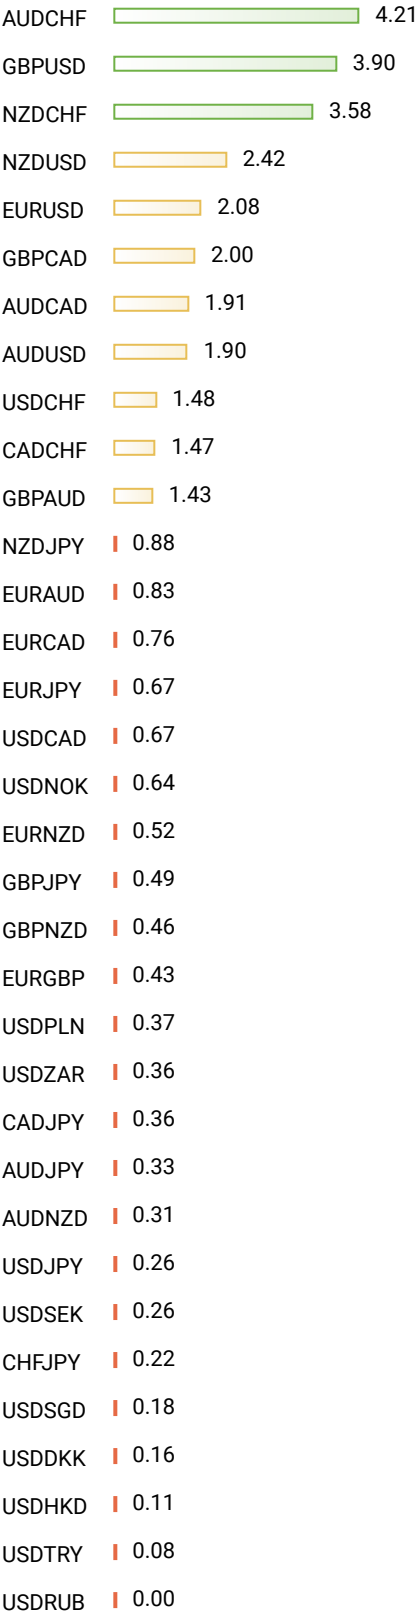 AUDCHF 4.21
GBPUSD 3.90
NZDCHF 3.58
NZDUSD 2.42
EURUSD 2.08
GBPCAD 2.00
AUDCAD 1.91
AUDUSD 1.90
USDCHF 1.48
CADCHF 1.47
GBPAUD 1.43
NZDJPY 0.88
EURAUD 0.83
EURCAD 0.76
EURJPY 0.67
USDCAD 0.67
USDNOK 0.64
EURNZD 0.52
GBPJPY 0.49
GBPNZD 0.46
EURGBP 0.43
USDPLN 0.37
USDZAR 0.36
CADJPY 0.36
AUDJPY 0.33
AUDNZD 0.31
USDJPY 0.26
USDSEK 0.26
CHFJPY 0.22
USDSGD 0.18
USDDKK 0.16
USDHKD 0.11
USDTRY 0.08
USDRUB 0.00